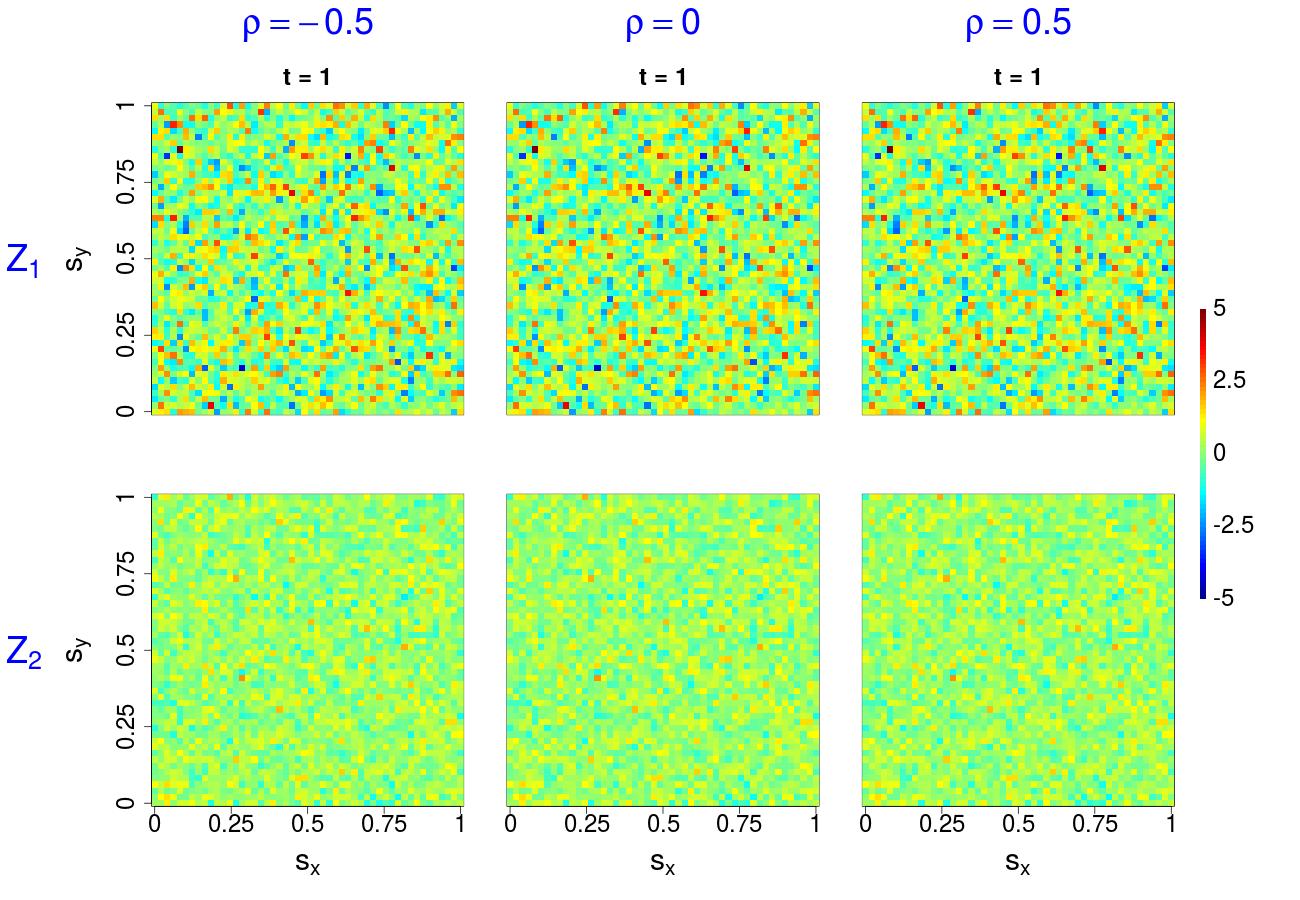 ρ = − 0.5 ρ = 0 ρ = 0.5
t = 1 t = 1 t = 1
Z1 sy 0 0.25 0.5 0.75 1
5
2.5
0
-2.5
-5
Z2 sy 0 0.25 0.5 0.75 1
0 0.25 0.5 0.75 1 0 0.25 0.5 0.75 1 0 0.25 0.5 0.75 1
sx sx sx